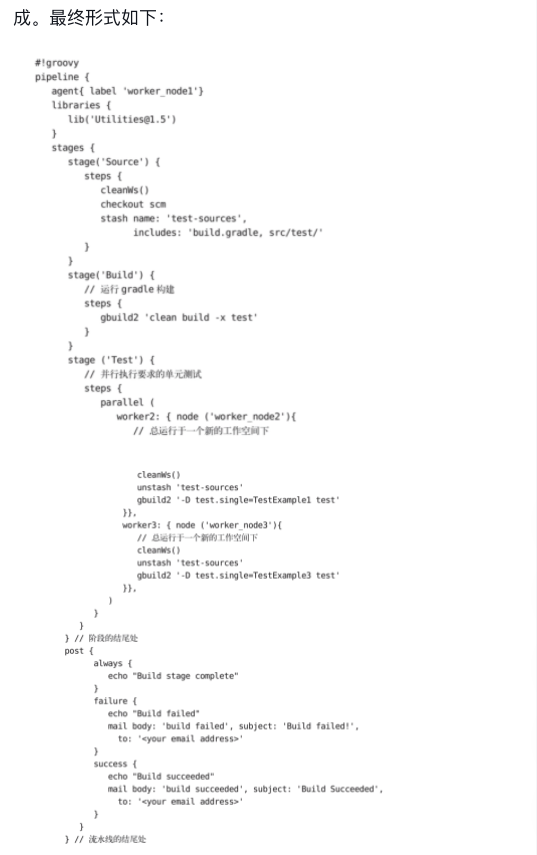 成。最终形式如下：
#!groovy
pipeline {
agent{ label 'worker_node1'}
libraries {
lib('Utilities@1.5')
}
stages {
stage('Source') {
steps {
cleanWs()
checkout scm
stash name: 'test-sources',
includes: 'build.gradle, src/test/'
}
}
stage('Build') {
// 运行 gradle 构建
steps {
gbuild2 'clean build -x test'
}
}
stage ('Test') {
// 并行执行要求的单元测试
steps {
parallel (
worker2: { node ('worker_node2'){
// 总运行于一个新的工作空间下
cleanWs()
unstash 'test-sources'
gbuild2 '-D test.single=TestExample1 test'
}},
worker3: { node ('worker_node3'){
// 总运行于一个新的工作空间下
cleanWs()
unstash 'test-sources'
gbuild2 '-D test.single=TestExample3 test'
}},
)
}
}
} // 阶段的结尾处
post {
always {
echo "Build stage complete"
}
failure {
echo "Build failed"
mail body: 'build failed', subject: 'Build failed!',
to: '<your email address>'
}
success {
echo "Build succeeded"
mail body: 'build succeeded', subject: 'Build Succeeded',
to: '<your email address>'
}
}
} // 流水线的结尾处